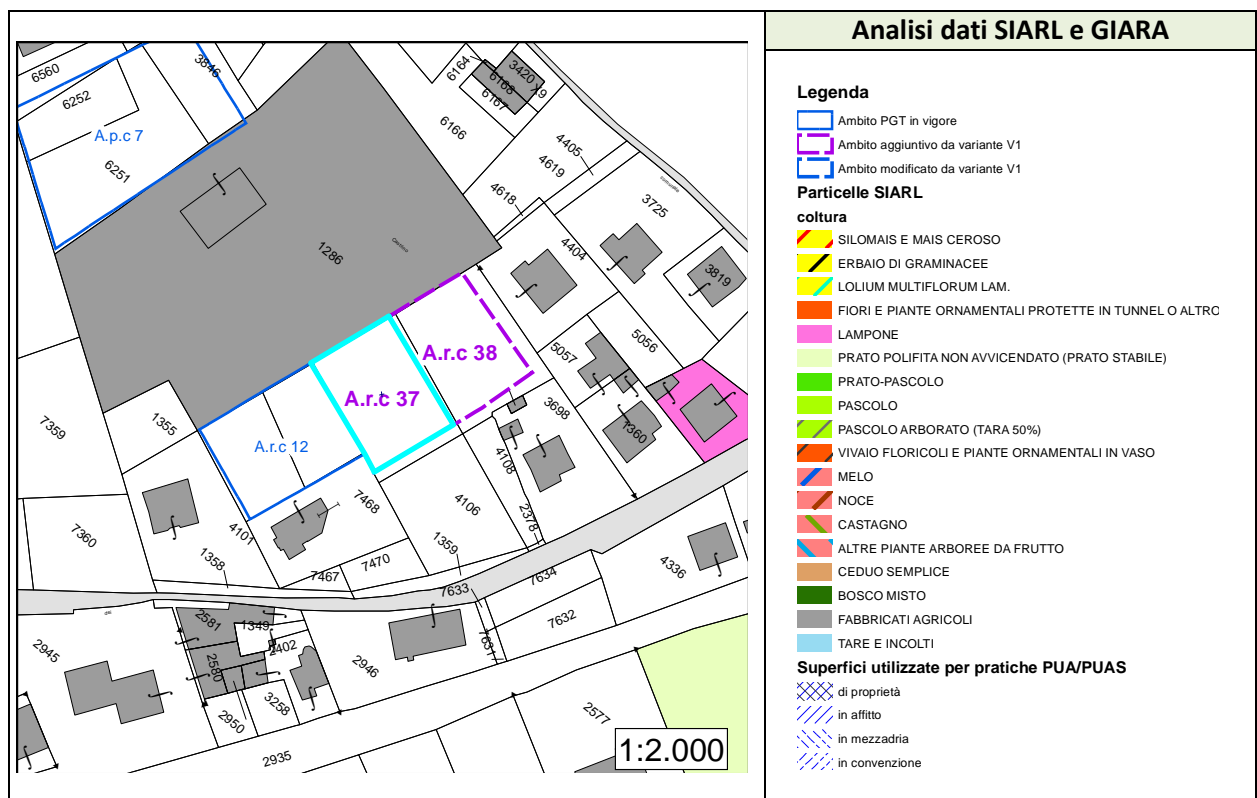 Analisi dati SIARL e GIARA
Legenda
Ambito PGT in vigore
Ambito aggiuntivo da variante V1
Ambito modificato da variante V1
Particelle SIARL
coltura
SILOMAIS E MAIS CEROSO
ERBAIO DI GRAMINACEE
LOLIUM MULTIFLORUM LAM.
FIORI E PIANTE ORNAMENTALI PROTETTE IN TUNNEL O ALTRO
LAMPONE
PRATO POLIFITA NON AVVICENDATO (PRATO STABILE)
PRATO-PASCOLO
PASCOLO
PASCOLO ARBORATO (TARA 50%)
VIVAIO FLORICOLI E PIANTE ORNAMENTALI IN VASO
MELO
NOCE
CASTAGNO
ALTRE PIANTE ARBOREE DA FRUTTO
CEDUO SEMPLICE
BOSCO MISTO
FABBRICATI AGRICOLI
TARE E INCOLTI
Superfici utilizzate per pratiche PUA/PUAS
di proprietà
in affitto
in mezzadria
in convenzione
6560
3846
6252
A.p.c 7
6251
6164
3420
6168
6167
6166
4405
4619
4618
3725
4404
3819
1286
A.r.c 38
A.r.c 37
A.r.c 12
5057
5056
3698
1360
7359
1355
4108
7468
4106
2378
7360
4101
1358
1359
4336
7470
7467
7633
7634
7632
7631
2581
1349
2402
2580
2945
2946
2950
3258
2577
2935
1:2.000